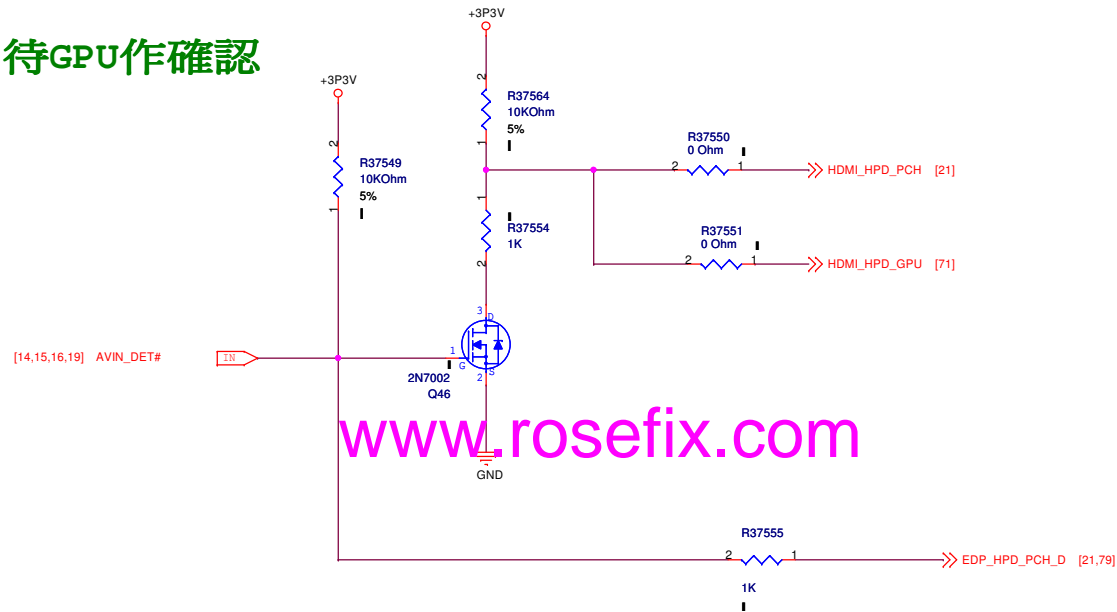 待GPU作確認
+3P3V
+3P3V
2
R37564
10KOhm
5%
1
2
R37549
10KOhm
5%
1
R37550
0 Ohm
2
1
HDMI_HPD_PCH [21]
1
R37554
1K
2
R37551
0 Ohm
2
1
HDMI_HPD_GPU [71]
3
D
[14,15,16,19] AVIN_DET#
IN
1
G
2
S
2N7002
Q46
www.rosefix.com
GND
R37555
2
1
EDP_HPD_PCH_D [21,79]
1K